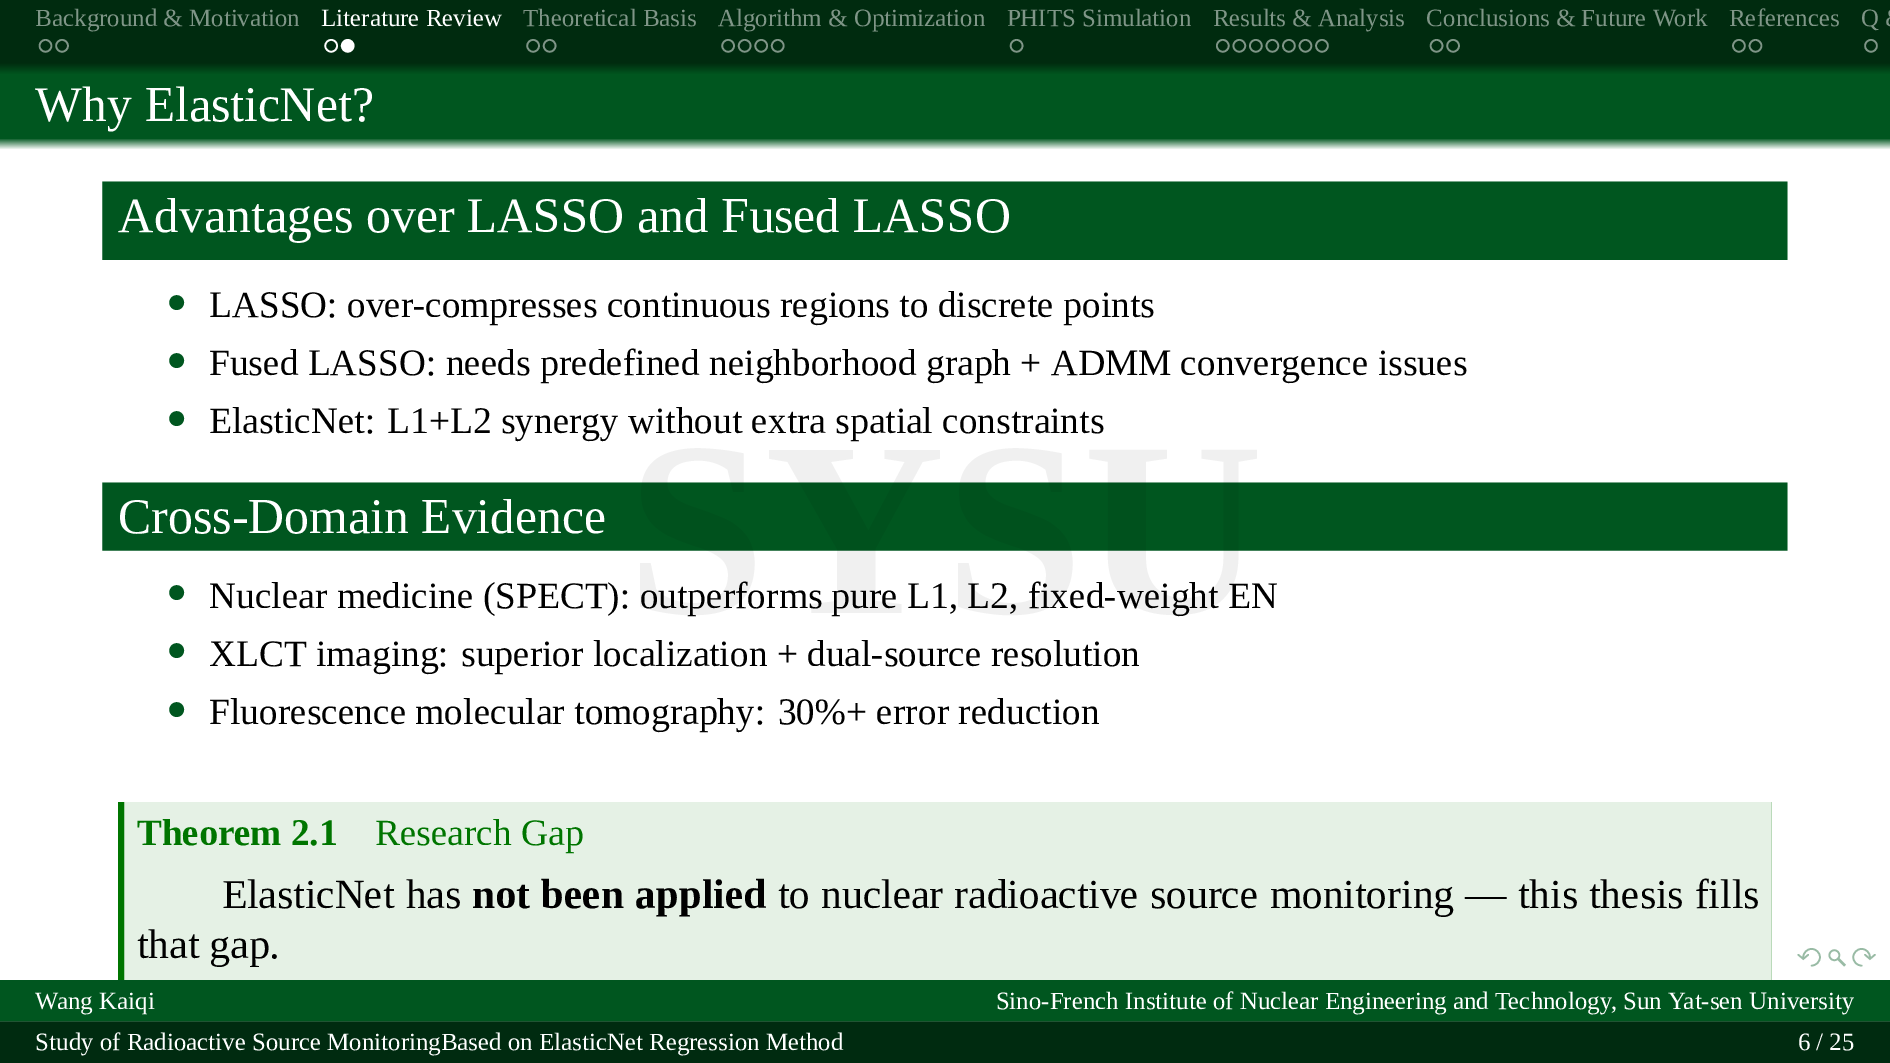 Background & Motivation Literature Review Theoretical Basis Algorithm & Optimization PHITS Simulation Results & Analysis Conclusions & Future Work References Q &
Why ElasticNet?
Advantages over LASSO and Fused LASSO
LASSO: over-compresses continuous regions to discrete points
Fused LASSO: needs predefined neighborhood graph + ADMM convergence issues
ElasticNet: L1+L2 synergy without extra spatial constraints
SYSU
Cross-Domain Evidence
Nuclear medicine (SPECT): outperforms pure L1, L2, fixed-weight EN
XLCT imaging: superior localization + dual-source resolution
Fluorescence molecular tomography: 30%+ error reduction
Theorem 2.1 Research Gap
ElasticNet has not been applied to nuclear radioactive source monitoring — this thesis fills
that gap.
Wang Kaiqi Sino-French Institute of Nuclear Engineering and Technology, Sun Yat-sen University
Study of Radioactive Source MonitoringBased on ElasticNet Regression Method 6 / 25